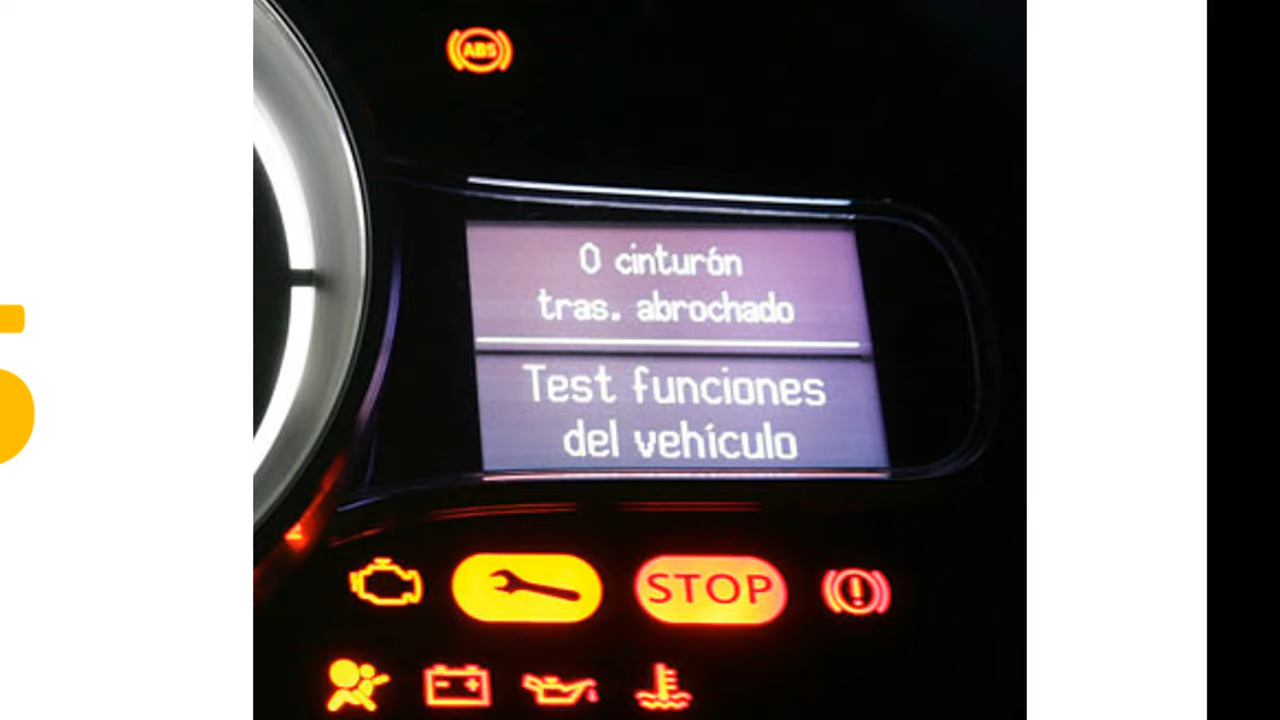 ABS
0 cinturón
tras. abrochado
Test funciones
del vehículo
STOP